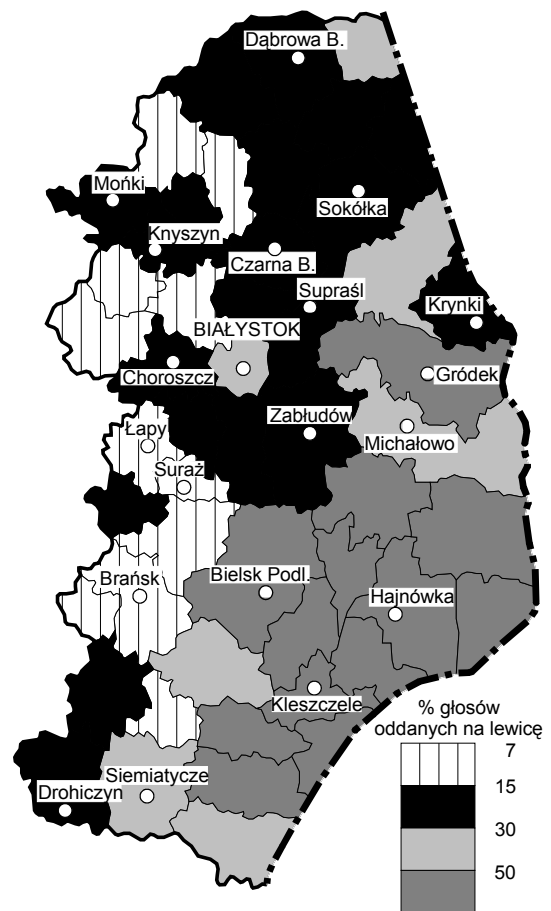 Dąbrowa B.
Mońki
Sokółka
Knyszyn
Czarna B.
Supraśl
Krynki
BIAŁYSTOK
Choroszcz
Gródek
Zabłudów
Michałowo
Łapy
Suraż
Brańsk
Bielsk Podl.
Hajnówka
Kleszczele
Siemiatycze
Drohiczyn
% głosów
oddanych na lewicę
7
15
30
50